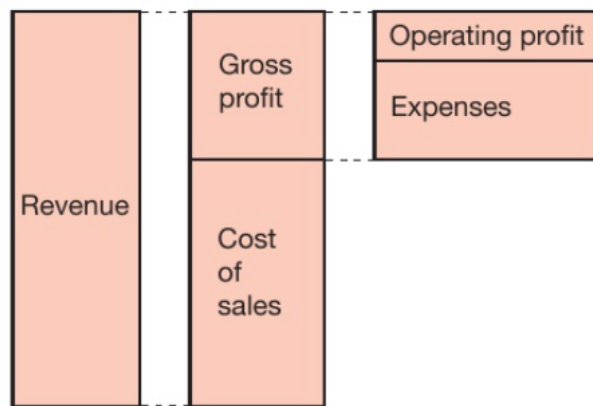 Revenue
Gross
profit
Cost
of
sales
Operating profit
Expenses